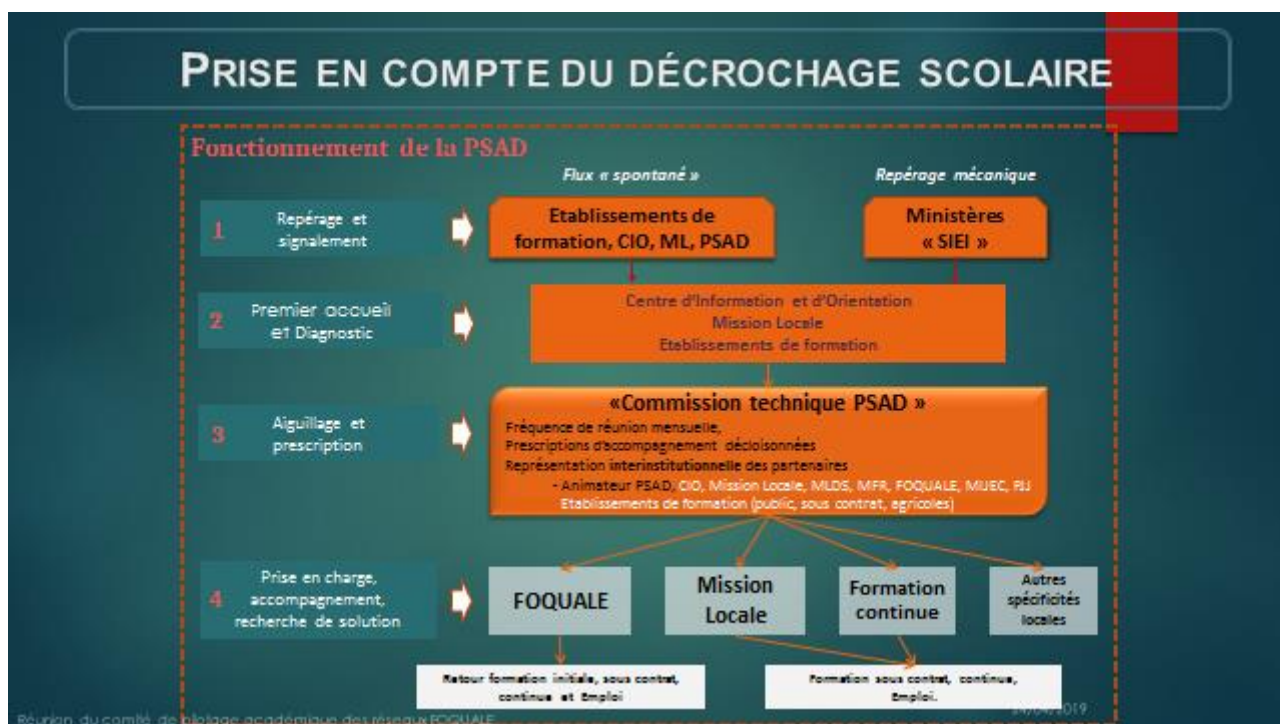 PRISE EN COMPTE DU DÉCROCHAGE SCOLAIRE
Fonctionnement de la PSAD
Flux « spontané »
Repérage mécanique
1
Repérage et
signalement
Etablissements de
formation, CIO, ML, PSAD
Ministères
« SIEI »
2
Premier accueil
et Diagnostic
Centre d'Information et d'Orientation
Mission Locale
Etablissements de formation
3
Aiguillage et
prescription
«Commission technique PSAD »
Fréquence de réunion mensuelle,
Prescriptions d'accompagnement décloisonnées
Représentation interinstitutionnelle des partenaires
- Animateur PSAD, CIO, Mission Locale, MLDS, MFR, FOQUALE, MIJEC, PJJ
Etablissements de formation (public, sous contrat, agricoles)
4
Prise en charge,
accompagnement,
recherche de solution
FOQUALE
Mission
Locale
Formation
continue
Autres
spécificités
locales
Retour formation initiale, sous contrat,
continue et Emploi
Formation sous contrat, continue,
Emploi.
Réunion du comité de pilotage académique des réseaux FOQUALE